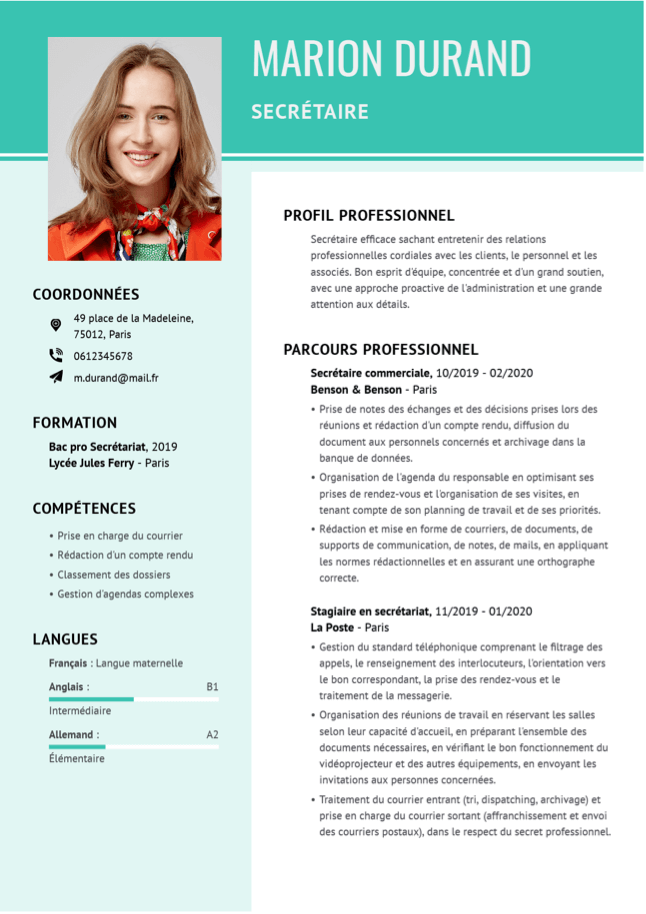 MARION DURAND
SECRÉTAIRE
COORDONNÉES
49 place de la Madeleine,
75012, Paris
0612345678
m.durand@mail.fr
FORMATION
Bac pro Secrétariat, 2019
Lycée Jules Ferry - Paris
COMPÉTENCES
• Prise en charge du courrier
• Rédaction d'un compte rendu
• Classement des dossiers
• Gestion d'agendas complexes
LANGUES
Français : Langue maternelle
Anglais : B1
Intermédiaire
Allemand : A2
Élémentaire
PROFIL PROFESSIONNEL
Secrétaire efficace sachant entretenir des relations
professionnelles cordiales avec les clients, le personnel et les
associés. Bon esprit d'équipe, concentrée et d'un grand soutien,
avec une approche proactive de l'administration et une grande
attention aux détails.
PARCOURS PROFESSIONNEL
Secrétaire commerciale, 10/2019 - 02/2020
Benson & Benson - Paris
• Prise de notes des échanges et des décisions prises lors des
réunions et rédaction d'un compte rendu, diffusion du
document aux personnels concernés et archivage dans la
banque de données.
• Organisation de l'agenda du responsable en optimisant ses
prises de rendez-vous et l'organisation de ses visites, en
tenant compte de son planning de travail et de ses priorités.
• Rédaction et mise en forme de courriers, de documents, de
supports de communication, de notes, de mails, en appliquant
les normes rédactionnelles et en assurant une orthographe
correcte.
Stagiaire en secrétariat, 11/2019 - 01/2020
La Poste - Paris
• Gestion du standard téléphonique comprenant le filtrage des
appels, le renseignement des interlocuteurs, l'orientation vers
le bon correspondant, la prise des rendez-vous et le
traitement de la messagerie.
• Organisation des réunions de travail en réservant les salles
selon leur capacité d'accueil, en préparant l'ensemble des
documents nécessaires, en vérifiant le bon fonctionnement du
vidéoprojecteur et des autres équipements, en envoyant les
invitations aux personnes concernées.
• Traitement du courrier entrant (tri, dispatching, archivage) et
prise en charge du courrier sortant (affranchissement et envoi
des courriers postaux), dans le respect du secret professionnel.